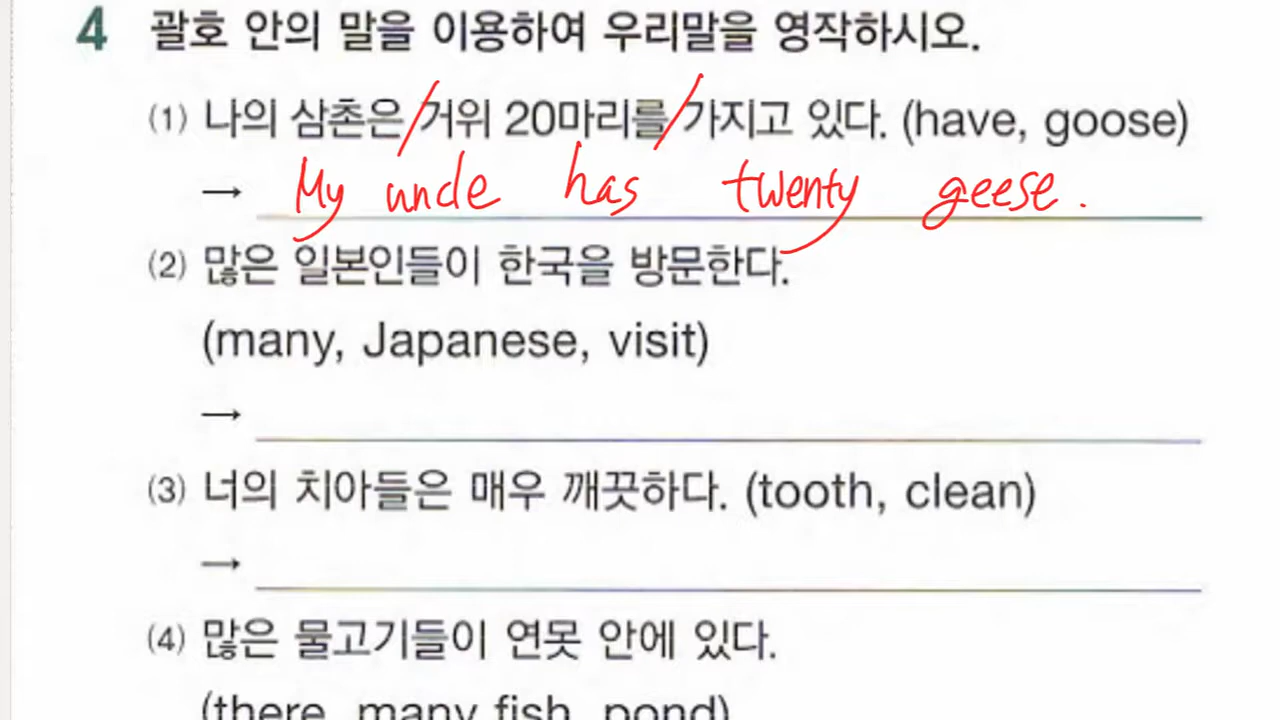 4 괄호 안의 말을 이용하여 우리말을 영작하시오.
(1) 나의 삼촌은/거위 20마리를/가지고 있다. (have, goose)
→ My uncle has twenty geese.
(2) 많은 일본인들이 한국을 방문한다.
(many, Japanese, visit)
→
(3) 너의 치아들은 매우 깨끗하다. (tooth, clean)
→
(4) 많은 물고기들이 연못 안에 있다.
(there, many fish, pond)